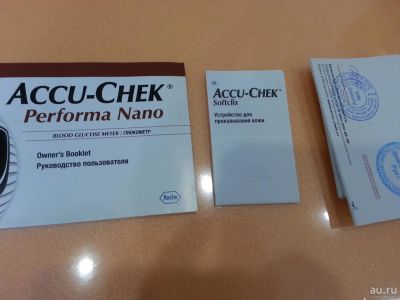 ACCU-CHEK®
Performa Nano
BLOOD GLUCOSE METER / ГЛЮКОМЕТР
Owner's Booklet
Руководство пользователя
Roche
ACCU-CHEK®
Softclix
Устройство для
прокалывания кожи
au.ru